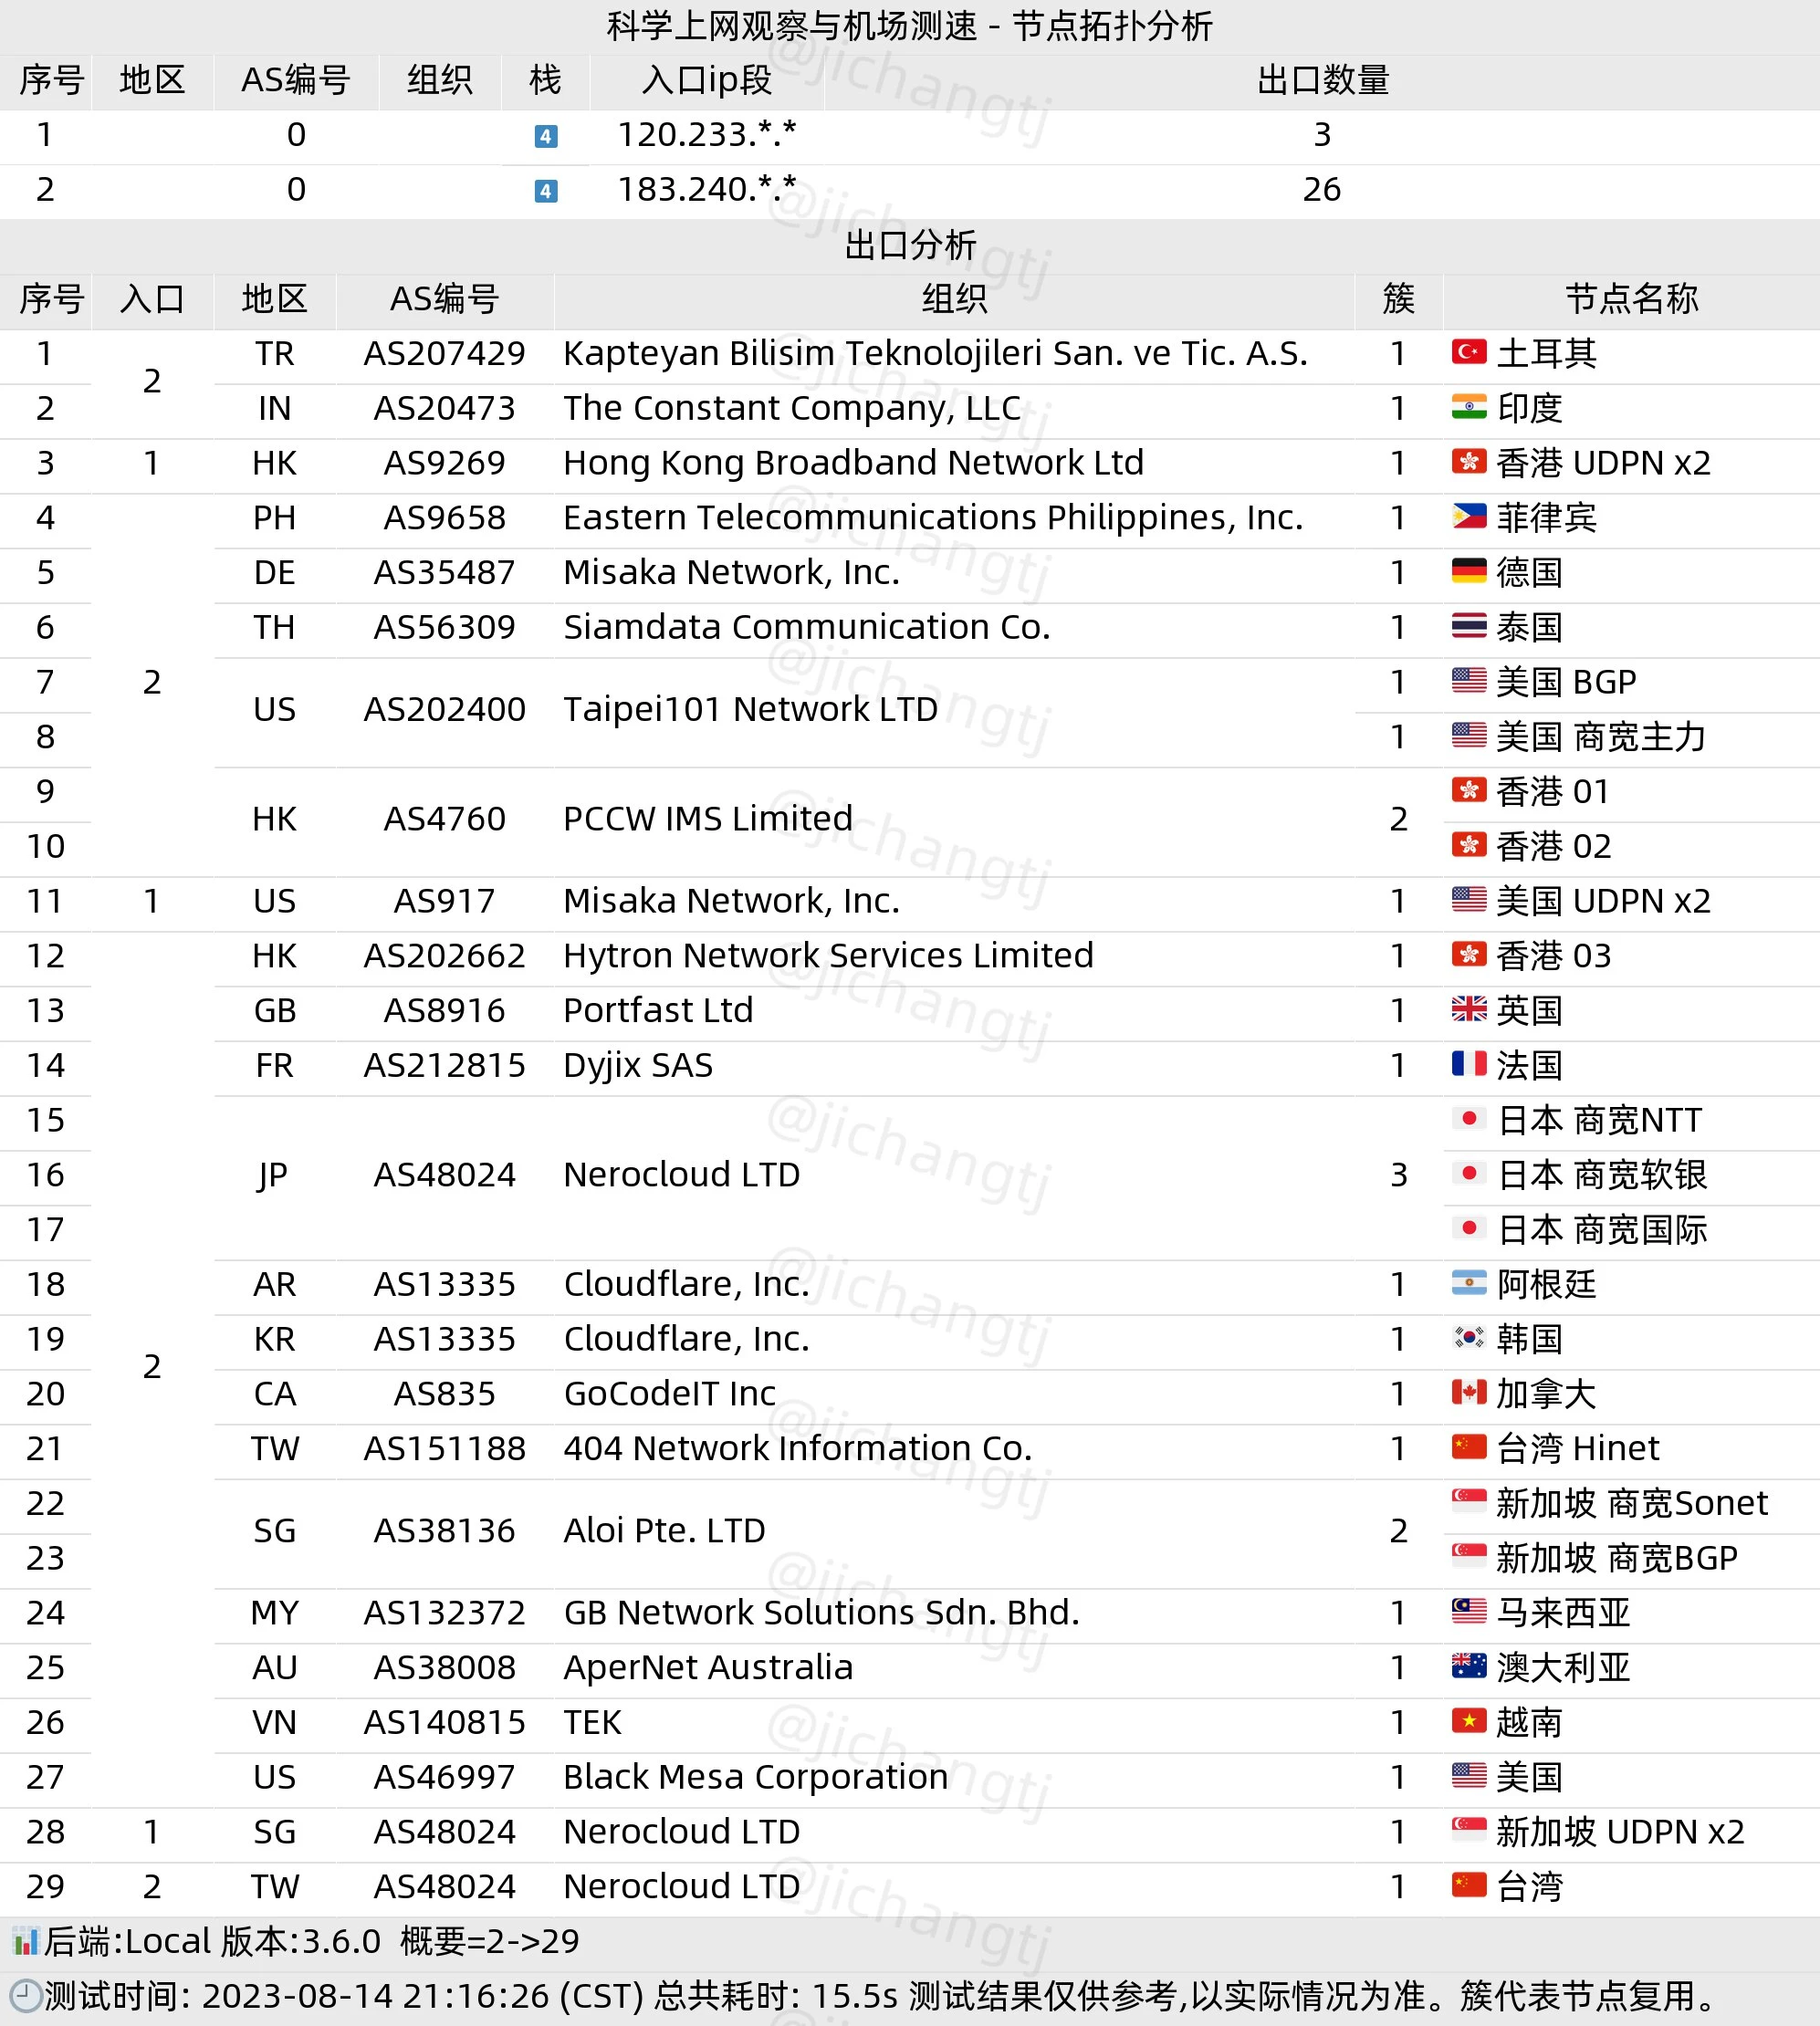 科学上网观察与机场测速 - 节点拓扑分析
序号 地区 AS编号 组织 栈 入口ip段 出口数量
1 0 4 120.233.*.* 3
2 0 4 183.240.*.* 26
出口分析
序号 入口 地区 AS编号 组织 簇 节点名称
1 2 TR AS207429 Kapteyan Bilisim Teknolojileri San. ve Tic. A.S. 1 土耳其
2 IN AS20473 The Constant Company, LLC 1 印度
3 1 HK AS9269 Hong Kong Broadband Network Ltd 1 香港 UDPN x2
4 PH AS9658 Eastern Telecommunications Philippines, Inc. 1 菲律宾
5 DE AS35487 Misaka Network, Inc. 1 德国
6 TH AS56309 Siamdata Communication Co. 1 泰国
7 2 US AS202400 Taipei101 Network LTD 1 美国 BGP
8 1 美国 商宽主力
9 HK AS4760 PCCW IMS Limited 2 香港 01
10 香港 02
11 1 US AS917 Misaka Network, Inc. 1 美国 UDPN x2
12 HK AS202662 Hytron Network Services Limited 1 香港 03
13 GB AS8916 Portfast Ltd 1 英国
14 FR AS212815 Dyjix SAS 1 法国
15 日本 商宽NTT
16 JP AS48024 Nerocloud LTD 3 日本 商宽软银
17 日本 商宽国际
18 AR AS13335 Cloudflare, Inc. 1 阿根廷
19 2 KR AS13335 Cloudflare, Inc. 1 韩国
20 CA AS835 GoCodeIT Inc 1 加拿大
21 TW AS151188 404 Network Information Co. 1 台湾 Hinet
22 SG AS38136 Aloi Pte. LTD 2 新加坡 商宽Sonet
23 新加坡 商宽BGP
24 MY AS132372 GB Network Solutions Sdn. Bhd. 1 马来西亚
25 AU AS38008 AperNet Australia 1 澳大利亚
26 VN AS140815 TEK 1 越南
27 US AS46997 Black Mesa Corporation 1 美国
28 1 SG AS48024 Nerocloud LTD 1 新加坡 UDPN x2
29 2 TW AS48024 Nerocloud LTD 1 台湾
后端:Local 版本:3.6.0 概要=2->29
测试时间: 2023-08-14 21:16:26 (CST) 总共耗时: 15.5s 测试结果仅供参考,以实际情况为准。簇代表节点复用。
@jichangtj